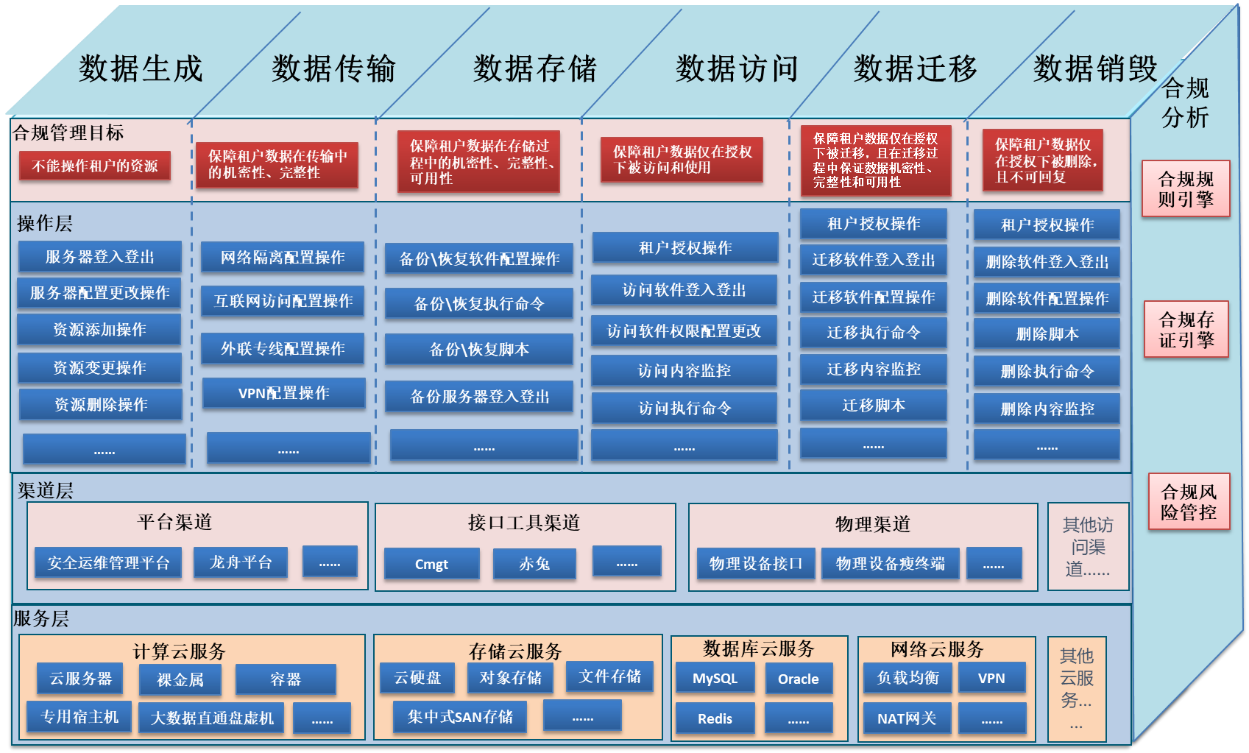 数据生成
数据传输
数据存储
数据访问
数据迁移
数据销毁
合规
分析
合规管理目标
不能操作租户的资源
保障租户数据在传输中
的机密性、完整性
保障租户数据在存储过
程中的机密性、完整性、
可用性
保障租户数据仅在授权
下被访问和使用
保障租户数据仅在授权
下被迁移，且在迁移过
程中保证数据机密性、
完整性和可用性
保障租户数据仅
在授权下被删除，
且不可回复
操作层
服务器登入登出
服务器配置更改操作
资源添加操作
资源变更操作
资源删除操作
......
网络隔离配置操作
互联网访问配置操作
外联专线配置操作
VPN配置操作
......
备份\恢复软件配置操作
备份\恢复执行命令
备份\恢复脚本
备份服务器登入登出
......
租户授权操作
访问软件登入登出
访问软件权限配置更改
访问内容监控
访问执行命令
......
租户授权操作
迁移软件登入登出
迁移软件配置操作
迁移执行命令
迁移内容监控
迁移脚本
......
租户授权操作
删除软件登入登出
删除软件配置操作
删除脚本
删除执行命令
删除内容监控
......
合规规
则引擎
合规存
证引擎
合规风
险管控
渠道层
平台渠道
安全运维管理平台
龙舟平台
......
接口工具渠道
Cmgt
赤兔
......
物理渠道
物理设备接口
物理设备瘦终端
......
其他访
问渠
道......
服务层
计算云服务
云服务器
裸金属
容器
专用宿主机
大数据直通盘虚机
......
存储云服务
云硬盘
对象存储
文件存储
集中式SAN存储
......
数据库云服务
MySQL
Oracle
Redis
......
网络云服务
负载均衡
VPN
NAT网关
......
其他
云服
务...
...